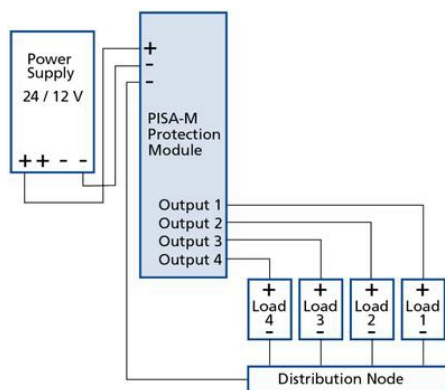 Power
Supply
24 / 12 V
+ + - -
+
-
-
PISA-M
Protection
Module
Output 1
Output 2
Output 3
Output 4
+ + + +
Load Load Load Load
4 3 2 1
- - - -
Distribution Node